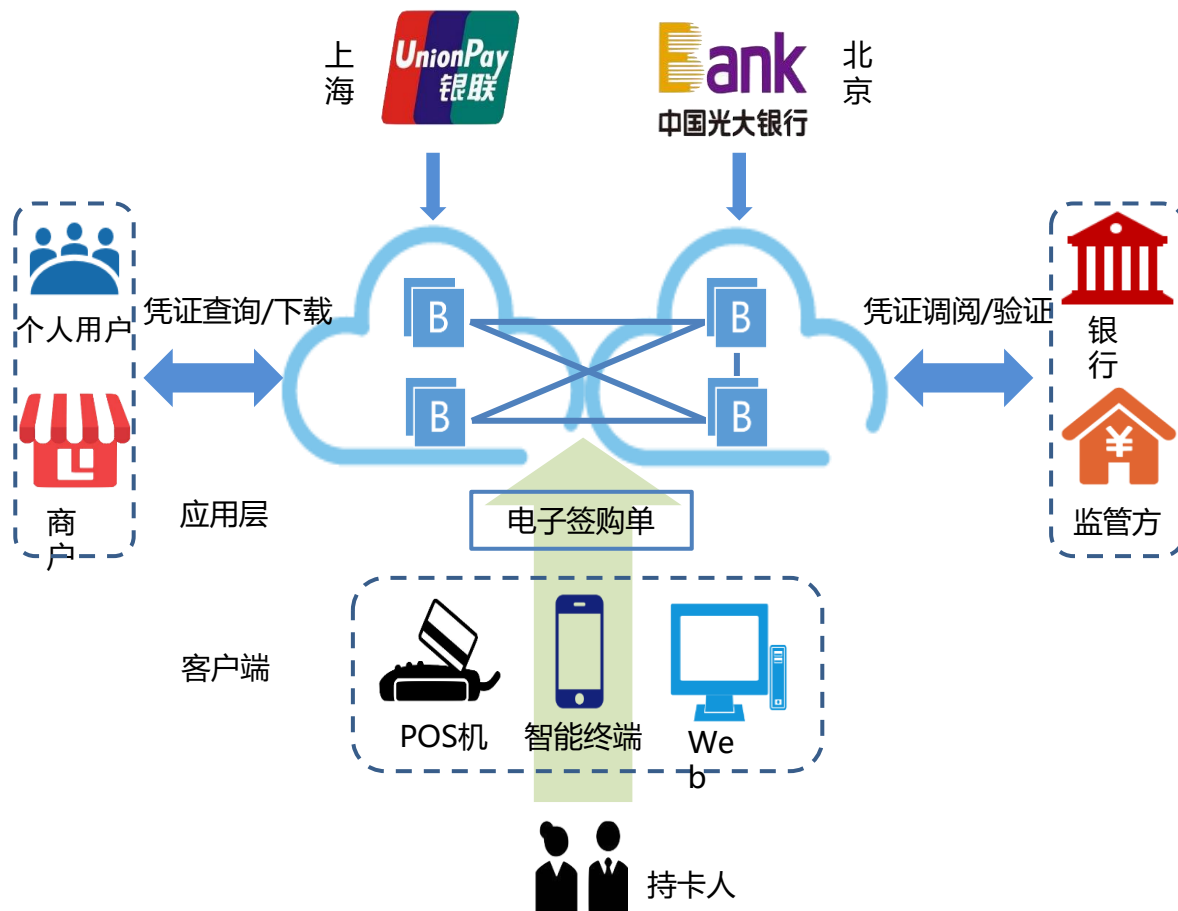 上
海
UnionPay
银联
Bank
中国光大银行
北
京
个人用户
商
户
凭证查询/下载
B
B
B
B
凭证调阅/验证
银
行
¥
监管方
应用层
电子签购单
客户端
POS机
智能终端
We
b
持卡人